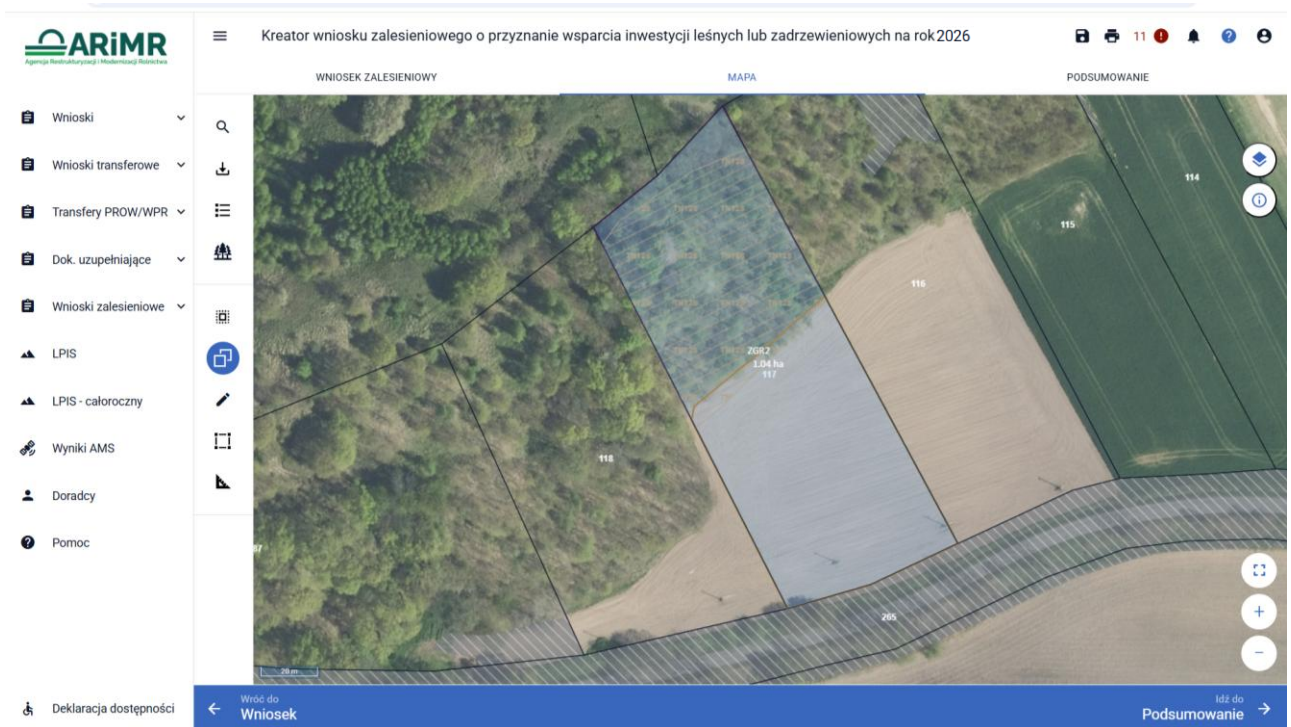 ARiMR
Agencja Restrukturyzacji i Modernizacji Rolnictwa
Kreator wniosku zalesieniowego o przyznanie wsparcia inwestycji leśnych lub zadrzewieniowych na rok 2026
11
WNIOSEK ZALESIENIOWY
MAPA
PODSUMOWANIE
Wnioski
Wnioski transferowe
Transfery PROW/WPR
Dok. uzupełniające
Wnioski zalesieniowe
LPIS
LPIS - całoroczny
Wyniki AMS
Doradcy
Pomoc
Deklaracja dostępności
114
115
116
ZGR2
1.04 ha
117
118
87
265
20 m
Wróć do
Wniosek
Idź do
Podsumowanie